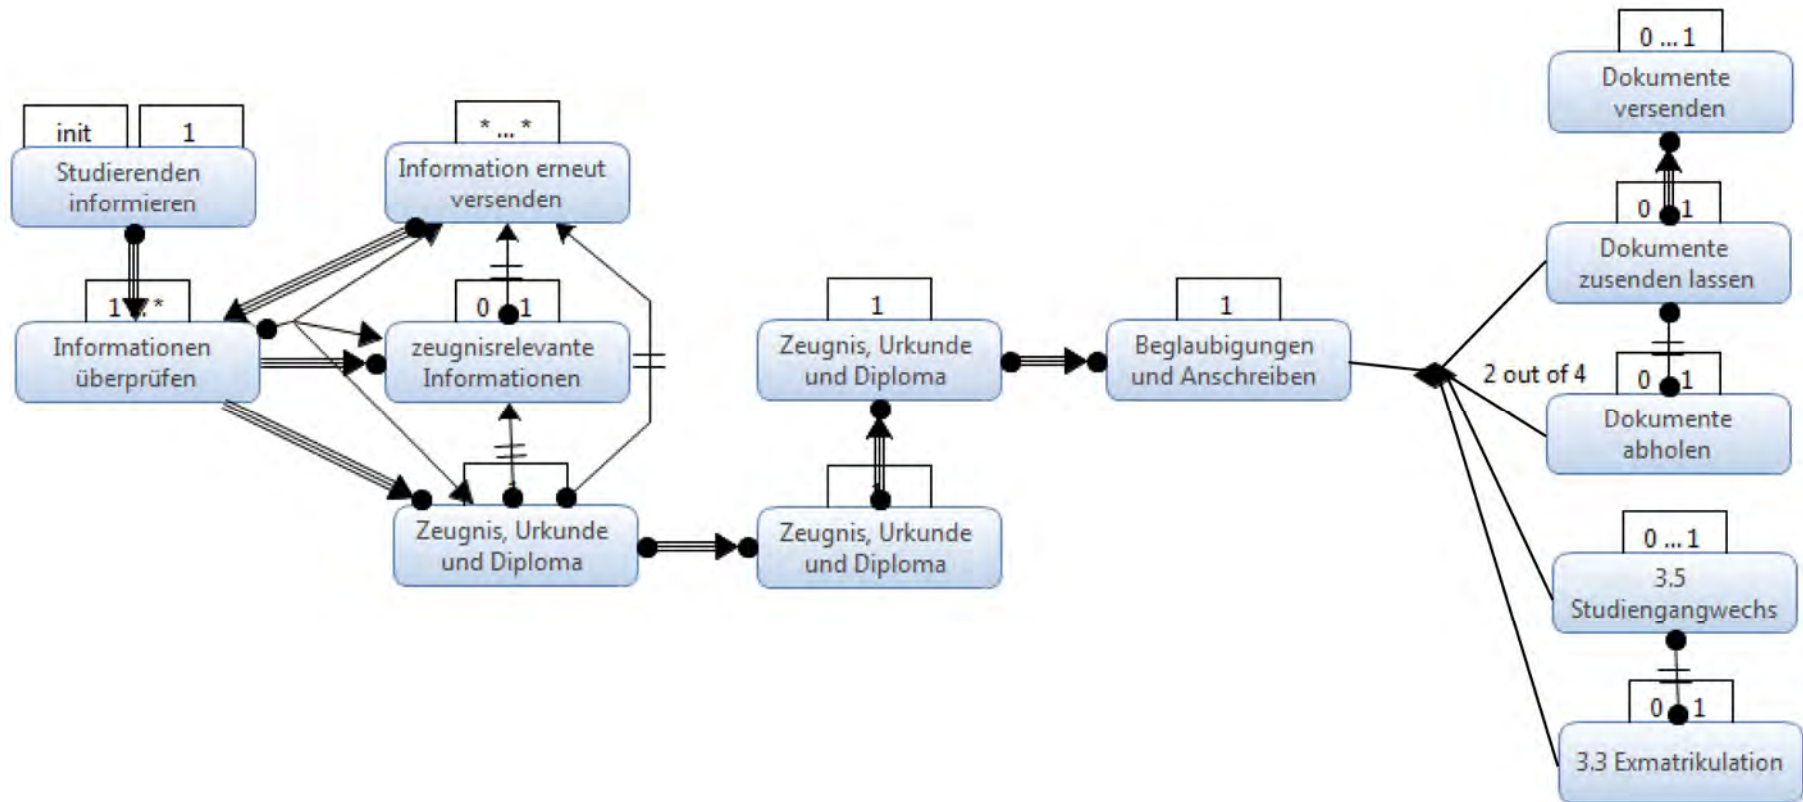 init
1
Studierenden
informieren
* ... *
Information erneut
versenden
1 .. *
Informationen
überprüfen
0 1
zeugnisrelevante
Informationen
Zeugnis, Urkunde
und Diploma
Zeugnis, Urkunde
und Diploma
1
Zeugnis, Urkunde
und Diploma
1
Beglaubigungen
und Anschreiben
2 out of 4
0 ... 1
Dokumente
versenden
0 1
Dokumente
zusenden lassen
0 1
Dokumente
abholen
0 ... 1
3.5
Studiengangwechs
0 1
3.3 Exmatrikulation